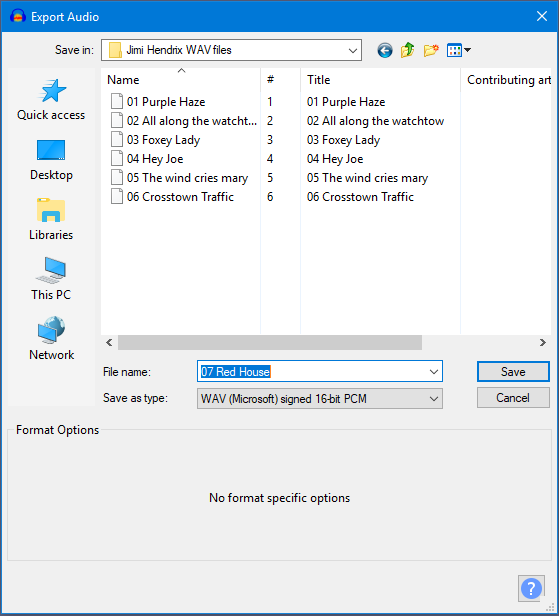 Export Audio
Save in: Jimi Hendrix WAV files
Name # Title Contributing art
01 Purple Haze 1 01 Purple Haze
02 All along the watcht... 2 02 All along the watchtow
03 Foxey Lady 3 03 Foxey Lady
04 Hey Joe 4 04 Hey Joe
05 The wind cries mary 5 05 The wind cries mary
06 Crosstown Traffic 6 06 Crosstown Traffic
Quick access
Desktop
Libraries
This PC
Network
File name: 07 Red House Save
Save as type: WAV (Microsoft) signed 16-bit PCM Cancel
Format Options
No format specific options
?